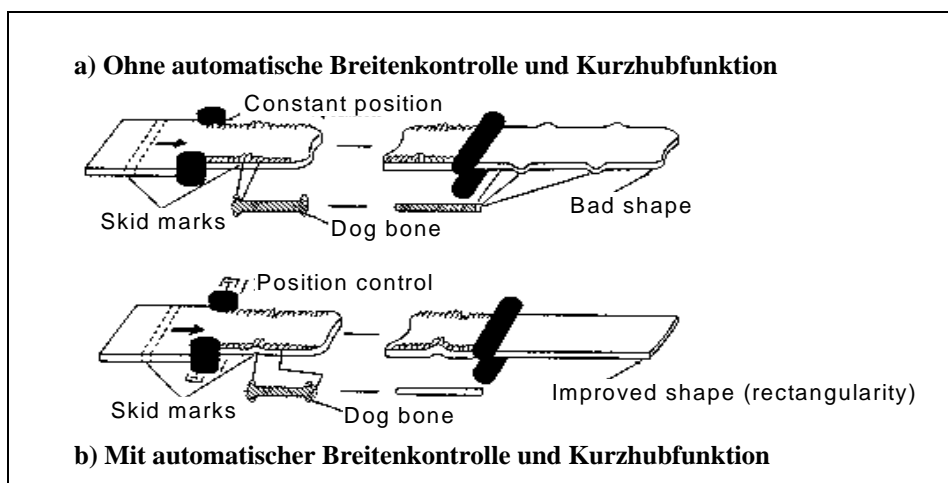 a) Ohne automatische Breitenkontrolle und Kurzhubfunktion
Constant position
Skid marks
Dog bone
Bad shape
Position control
Skid marks
Dog bone
Improved shape (rectangularity)
b) Mit automatischer Breitenkontrolle und Kurzhubfunktion